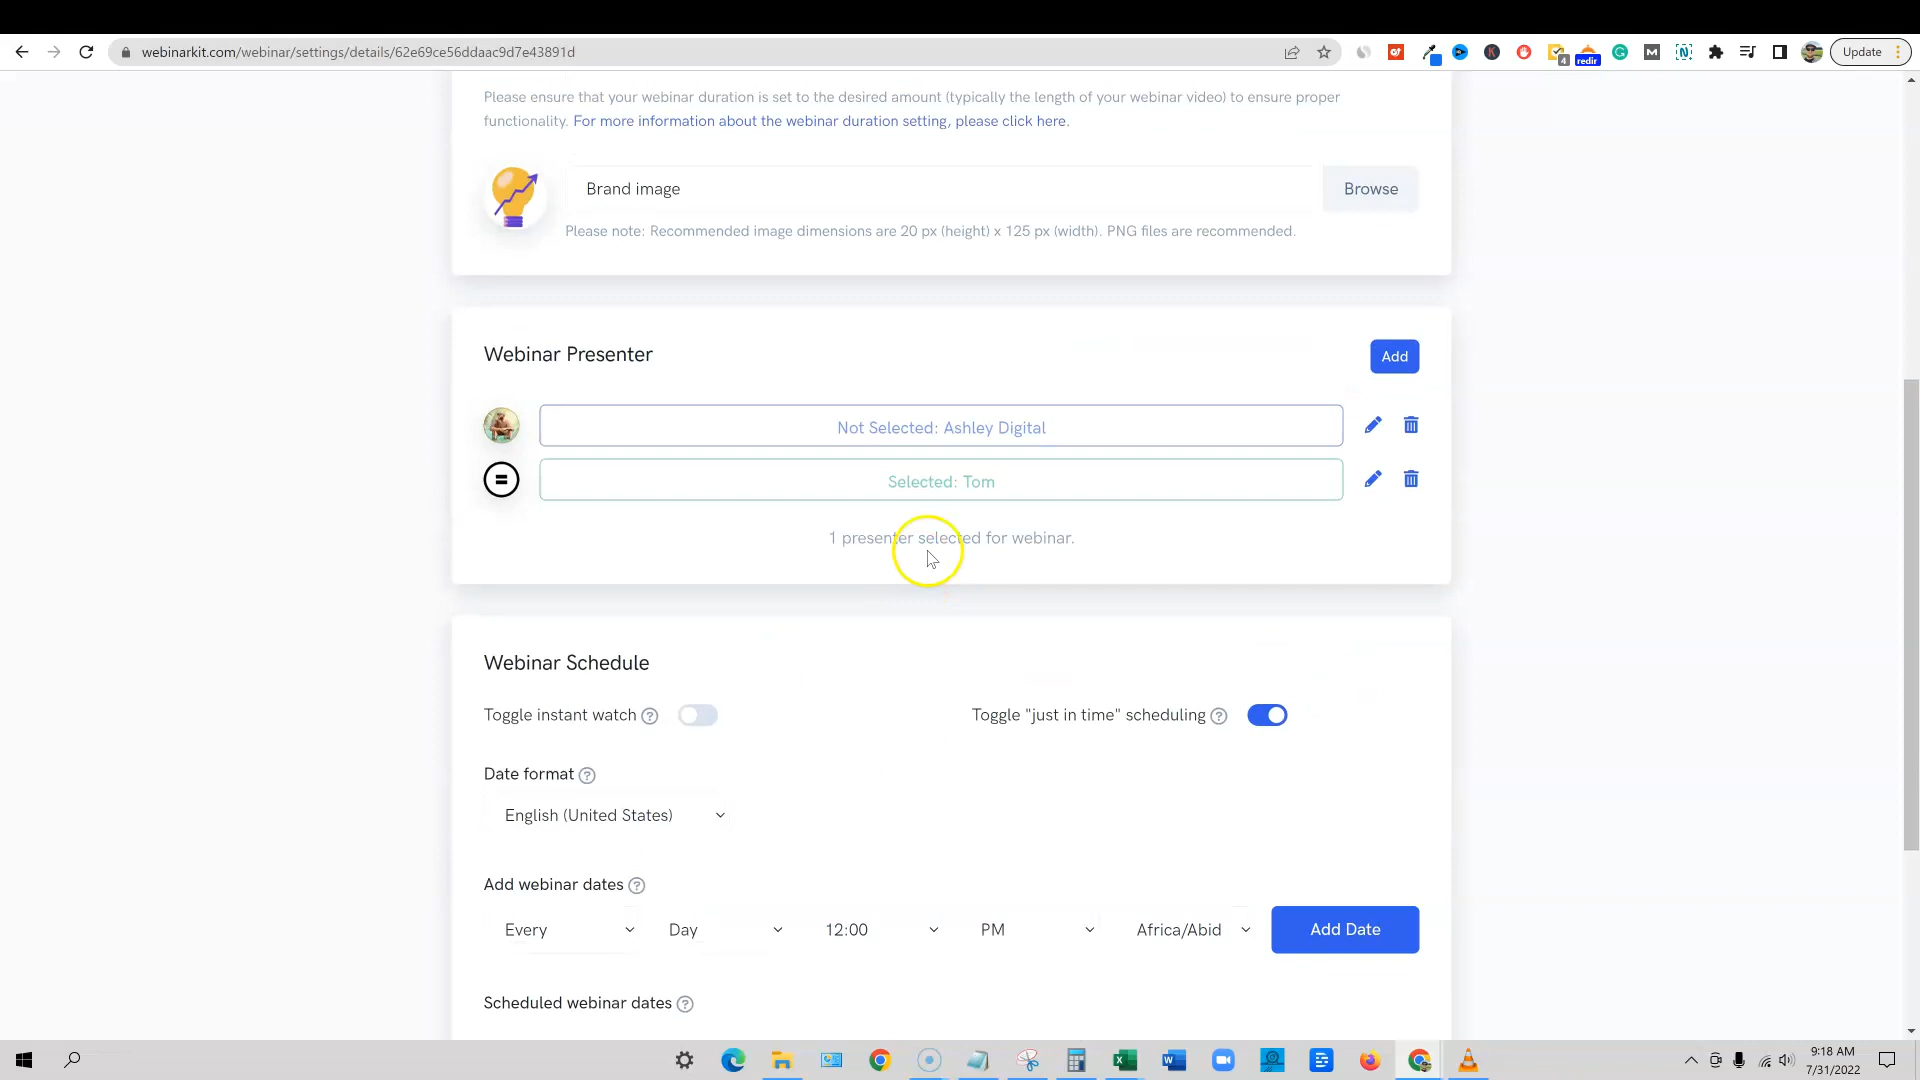 webinarkit.com/webinar/settings/details/62e69ce56ddaac9d7e43891d
4
redir
Update
Please ensure that your webinar duration is set to the desired amount (typically the length of your webinar video) to ensure proper
functionality. For more information about the webinar duration setting, please click here.
Brand image
Browse
Please note: Recommended image dimensions are 20 px (height) x 125 px (width). PNG files are recommended.
Webinar Presenter
Add
Not Selected: Ashley Digital
Selected: Tom
1 presenter selected for webinar.
Webinar Schedule
Toggle instant watch ?
Toggle "just in time" scheduling ?
Date format ?
English (United States)
Add webinar dates ?
Every
Day
12:00
PM
Africa/Abid
Add Date
Scheduled webinar dates ?
9:18 AM
7/31/2022